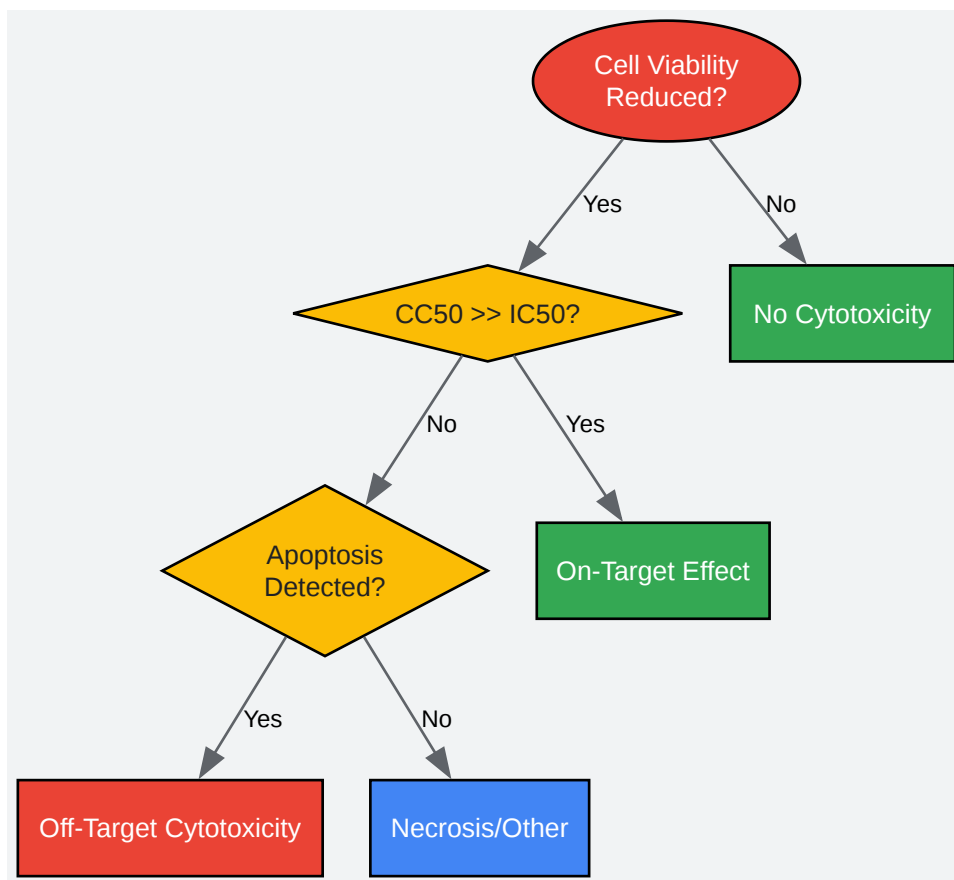 Cell Viability
Reduced?
Yes
No
CC50 >> IC50?
No Cytotoxicity
No
Yes
Apoptosis
Detected?
On-Target Effect
Yes
No
Off-Target Cytotoxicity
Necrosis/Other